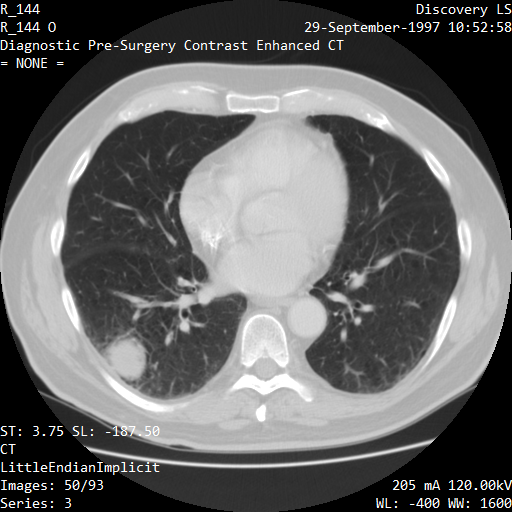 R_144
Discovery LS
R_144 O
29-September-1997 10:52:58
Diagnostic Pre-Surgery Contrast Enhanced CT
= NONE =
ST: 3.75 SL: -187.50
CT
LittleEndianImplicit
Images: 50/93
205 mA 120.00kV
Series: 3
WL: -400 WW: 1600